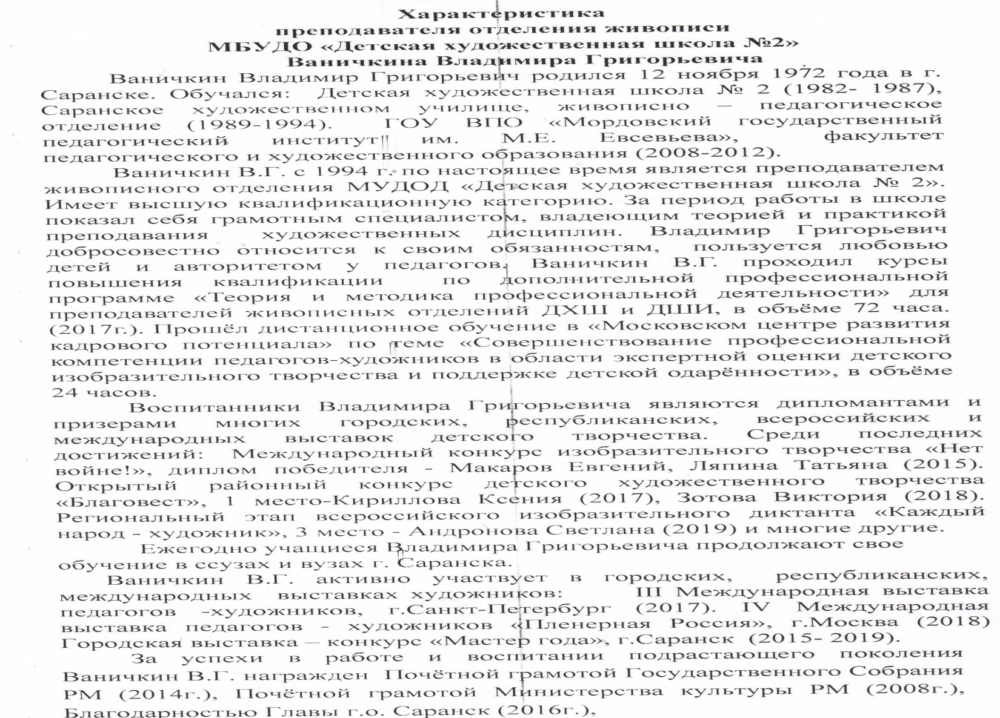 Характеристика
преподавателя отделения живописи
МБУДО «Детская художественная школа №2»
Ваничкина Владимира Григорьевича
Ваничкин Владимир Григорьевич родился 12 ноября 1972 года в г.
Саранске. Обучался: Детская художественная школа № 2 (1982- 1987),
Саранское художественном училище, живописно – педагогическое
отделение (1989-1994). ГОУ ВПО «Мордовский государственный
педагогический институт им. М.Е. Евсевьева», факультет
педагогического и художественного образования (2008-2012).
Ваничкин В.Г. с 1994 г. по настоящее время является преподавателем
живописного отделения МУДОД «Детская художественная школа № 2».
Имеет высшую квалификационную категорию. За период работы в школе
показал себя грамотным специалистом, владеющим теорией и практикой
преподавания художественных дисциплин. Владимир Григорьевич
добросовестно относится к своим обязанностям, пользуется любовью
детей и авторитетом у педагогов. Ваничкин В.Г. проходил курсы
повышения квалификации по дополнительной профессиональной
программе «Теория и методика профессиональной деятельности» для
преподавателей живописных отделений ДХШ и ДШИ, в объёме 72 часа.
(2017г.). Прошёл дистанционное обучение в «Московском центре развития
кадрового потенциала» по теме «Совершенствование профессиональной
компетенции педагогов-художников в области экспертной оценки детского
изобразительного творчества и поддержке детской одарённости», в объёме
24 часов.
Воспитанники Владимира Григорьевича являются дипломантами и
призерами многих городских, республиканских, всероссийских и
международных выставок детского творчества. Среди последних
достижений: Международный конкурс изобразительного творчества «Нет
войне!», диплом победителя - Макаров Евгений, Ляпина Татьяна (2015).
Открытый районный конкурс детского художественного творчества
«Благовест», 1 место-Кириллова Ксения (2017), Зотова Виктория (2018).
Региональный этап всероссийского изобразительного диктанта «Каждый
народ - художник», 3 место - Андронова Светлана (2019) и многие другие.
Ежегодно учащиеся Владимира Григорьевича продолжают свое
обучение в ссузах и вузах г. Саранска.
Ваничкин В.Г. активно участвует в городских, республиканских,
международных выставках художников: III Международная выставка
педагогов -художников, г.Санкт-Петербург (2017). IV Международная
выставка педагогов - художников «Пленерная Россия», г.Москва (2018)
Городская выставка – конкурс «Мастер года», г.Саранск (2015- 2019).
За успехи в работе и воспитании подрастающего поколения
Ваничкин В.Г. награжден Почётной грамотой Государственного Собрания
РМ (2014г.), Почётной грамотой Министерства культуры РМ (2008г.),
Благодарностью Главы г.о. Саранск (2016г.),